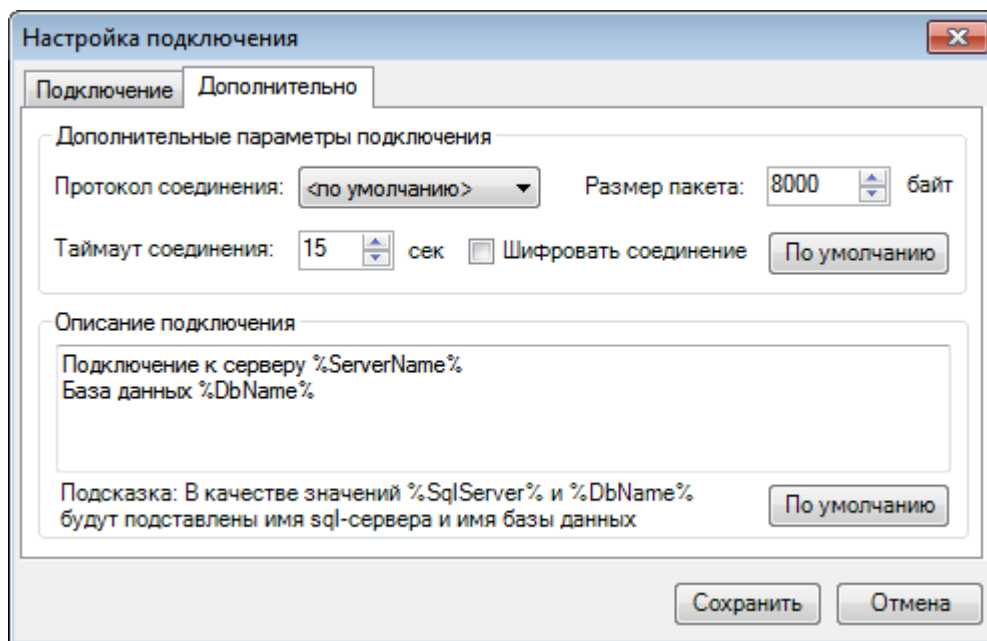 Настройка подключения
Подключение Дополнительно
Дополнительные параметры подключения
Протокол соединения: <по умолчанию> Размер пакета: 8000 байт
Таймаут соединения: 15 сек Шифровать соединение По умолчанию
Описание подключения
Подключение к серверу %ServerName%
База данных %DbName%
Подсказка: В качестве значений %SqlServer% и %DbName%
будут подставлены имя sql-сервера и имя базы данных По умолчанию
Сохранить Отмена